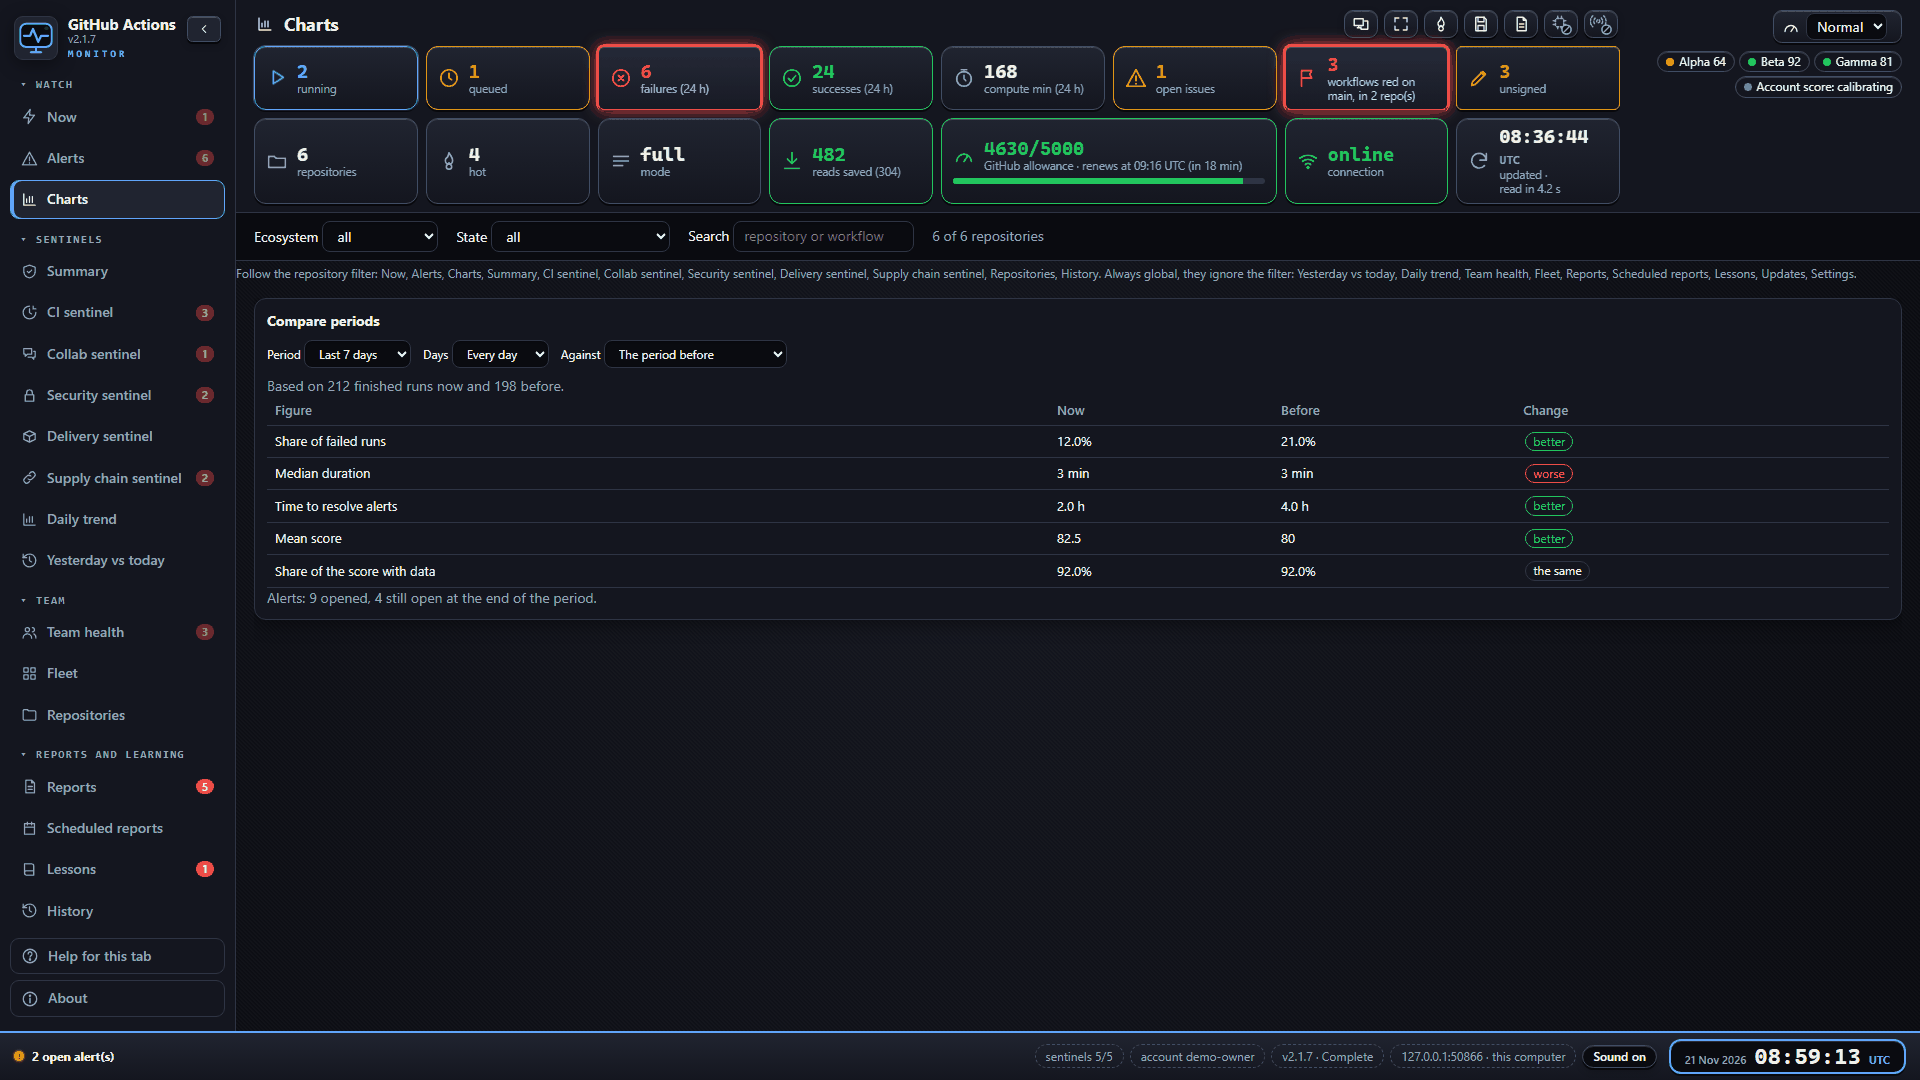 GitHub Actions
v2.1.7
MONITOR
WATCH
Now 1
Alerts 6
Charts
SENTINELS
Summary
CI sentinel 3
Collab sentinel 1
Security sentinel 2
Delivery sentinel
Supply chain sentinel 2
Daily trend
Yesterday vs today
TEAM
Team health 3
Fleet
Repositories
REPORTS AND LEARNING
Reports 5
Scheduled reports
Lessons 1
History
Help for this tab
About
Charts
Normal
2
running
1
queued
6
failures (24 h)
24
successes (24 h)
168
compute min (24 h)
1
open issues
3
workflows red on
main, in 2 repo(s)
3
unsigned
Alpha 64 Beta 92 Gamma 81
Account score: calibrating
6
repositories
4
hot
full
mode
482
reads saved (304)
4630/5000
GitHub allowance · renews at 09:16 UTC (in 18 min)
online
connection
08:36:44
UTC
updated ·
read in 4.2 s
Ecosystem all State all Search repository or workflow 6 of 6 repositories
Follow the repository filter: Now, Alerts, Charts, Summary, CI sentinel, Collab sentinel, Security sentinel, Delivery sentinel, Supply chain sentinel, Repositories, History. Always global, they ignore the filter: Yesterday vs today, Daily trend, Team health, Fleet, Reports, Scheduled reports, Lessons, Updates, Settings.
Compare periods
Period Last 7 days Days Every day Against The period before
Based on 212 finished runs now and 198 before.
Figure Now Before Change
Share of failed runs 12.0% 21.0% better
Median duration 3 min 3 min worse
Time to resolve alerts 2.0 h 4.0 h better
Mean score 82.5 80 better
Share of the score with data 92.0% 92.0% the same
Alerts: 9 opened, 4 still open at the end of the period.
2 open alert(s)
sentinels 5/5
account demo-owner
v2.1.7 · Complete
127.0.0.1:50866 · this computer
Sound on
21 Nov 2026 08:59:13 UTC